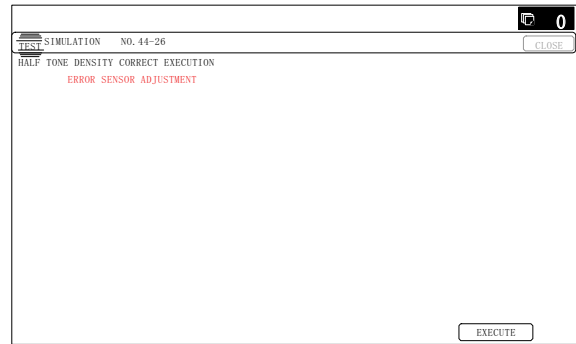 0
TEST SIMULATION NO.44-26
CLOSE
HALF TONE DENSITY CORRECT EXECUTION
ERROR SENSOR ADJUSTMENT
EXECUTE